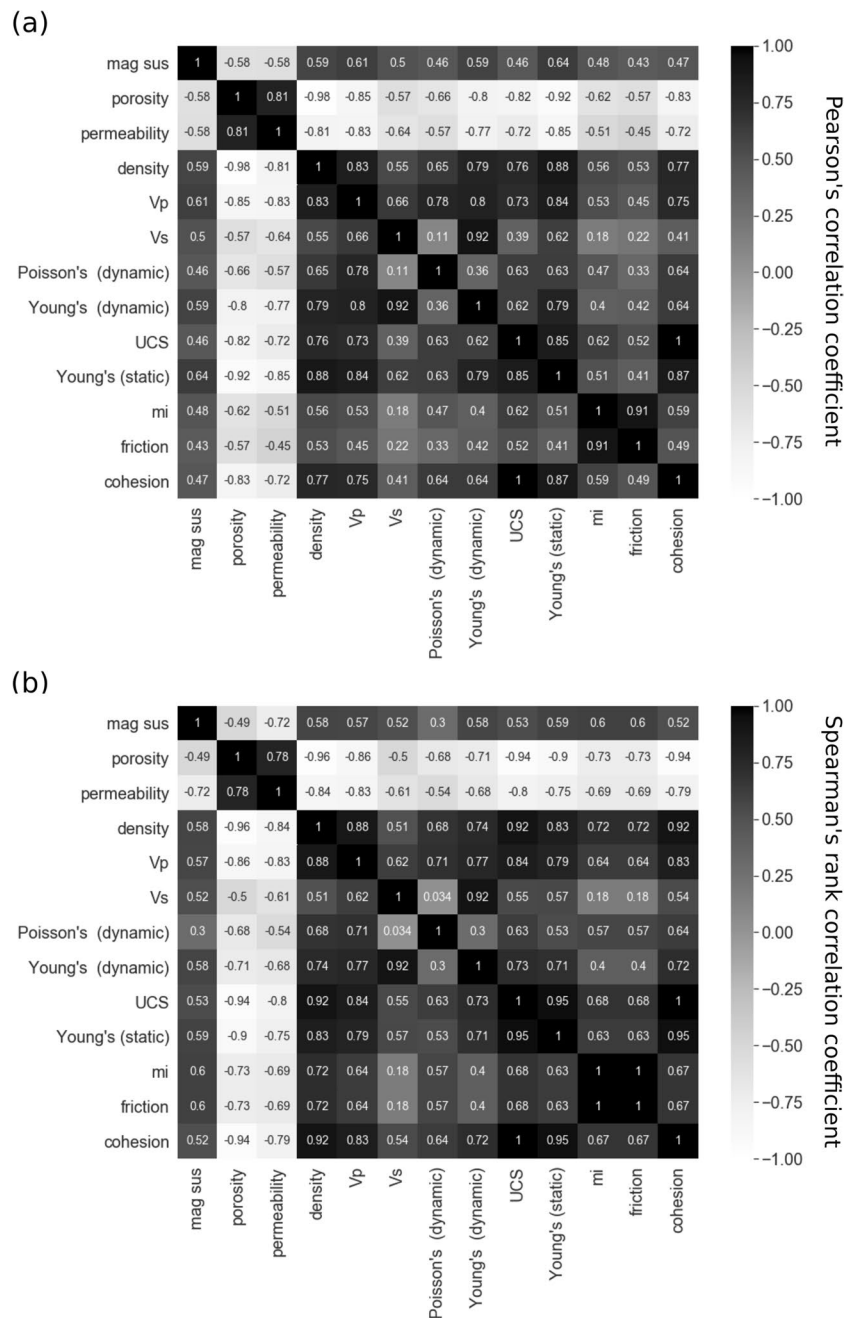 (a)
mag sus 1 -0.58 -0.58 0.59 0.61 0.5 0.46 0.59 0.46 0.64 0.48 0.43 0.47
porosity -0.58 1 0.81 -0.98 -0.85 -0.57 -0.66 -0.8 -0.82 -0.92 -0.62 -0.57 -0.83
permeability -0.58 0.81 1 -0.81 -0.83 -0.64 -0.57 -0.77 -0.72 -0.85 -0.51 -0.45 -0.72
density 0.59 -0.98 -0.81 1 0.83 0.55 0.65 0.79 0.76 0.88 0.56 0.53 0.77
Vp 0.61 -0.85 -0.83 0.83 1 0.66 0.78 0.8 0.73 0.84 0.53 0.45 0.75
Vs 0.5 -0.57 -0.64 0.55 0.66 1 0.11 0.92 0.39 0.62 0.18 0.22 0.41
Poisson's (dynamic) 0.46 -0.66 -0.57 0.65 0.78 0.11 1 0.36 0.63 0.63 0.47 0.33 0.64
Young's (dynamic) 0.59 -0.8 -0.77 0.79 0.8 0.92 0.36 1 0.62 0.79 0.4 0.42 0.64
UCS 0.46 -0.82 -0.72 0.76 0.73 0.39 0.63 0.62 1 0.85 0.62 0.52 1
Young's (static) 0.64 -0.92 -0.85 0.88 0.84 0.62 0.63 0.79 0.85 1 0.51 0.41 0.87
mi 0.48 -0.62 -0.51 0.56 0.53 0.18 0.47 0.4 0.62 0.51 1 0.91 0.59
friction 0.43 -0.57 -0.45 0.53 0.45 0.22 0.33 0.42 0.52 0.41 0.91 1 0.49
cohesion 0.47 -0.83 -0.72 0.77 0.75 0.41 0.64 0.64 1 0.87 0.59 0.49 1
mag sus
porosity
permeability
density
Vp
Vs
Poisson's (dynamic)
Young's (dynamic)
UCS
Young's (static)
mi
friction
cohesion
1.00
0.75
0.50
0.25
0.00
−0.25
−0.50
−0.75
−1.00
Pearson's correlation coefficient
(b)
mag sus 1 -0.49 -0.72 0.58 0.57 0.52 0.3 0.58 0.53 0.59 0.6 0.6 0.52
porosity -0.49 1 0.78 -0.96 -0.86 -0.5 -0.68 -0.71 -0.94 -0.9 -0.73 -0.73 -0.94
permeability -0.72 0.78 1 -0.84 -0.83 -0.61 -0.54 -0.68 -0.8 -0.75 -0.69 -0.69 -0.79
density 0.58 -0.96 -0.84 1 0.88 0.51 0.68 0.74 0.92 0.83 0.72 0.72 0.92
Vp 0.57 -0.86 -0.83 0.88 1 0.62 0.71 0.77 0.84 0.79 0.64 0.64 0.83
Vs 0.52 -0.5 -0.61 0.51 0.62 1 0.034 0.92 0.55 0.57 0.18 0.18 0.54
Poisson's (dynamic) 0.3 -0.68 -0.54 0.68 0.71 0.034 1 0.3 0.63 0.53 0.57 0.57 0.64
Young's (dynamic) 0.58 -0.71 -0.68 0.74 0.77 0.92 0.3 1 0.73 0.71 0.4 0.4 0.72
UCS 0.53 -0.94 -0.8 0.92 0.84 0.55 0.63 0.73 1 0.95 0.68 0.68 1
Young's (static) 0.59 -0.9 -0.75 0.83 0.79 0.57 0.53 0.71 0.95 1 0.63 0.63 0.95
mi 0.6 -0.73 -0.69 0.72 0.64 0.18 0.57 0.4 0.68 0.63 1 1 0.67
friction 0.6 -0.73 -0.69 0.72 0.64 0.18 0.57 0.4 0.68 0.63 1 1 0.67
cohesion 0.52 -0.94 -0.79 0.92 0.83 0.54 0.64 0.72 1 0.95 0.67 0.67 1
mag sus
porosity
permeability
density
Vp
Vs
Poisson's (dynamic)
Young's (dynamic)
UCS
Young's (static)
mi
friction
cohesion
1.00
0.75
0.50
0.25
0.00
−0.25
−0.50
−0.75
−1.00
Spearman's rank correlation coefficient